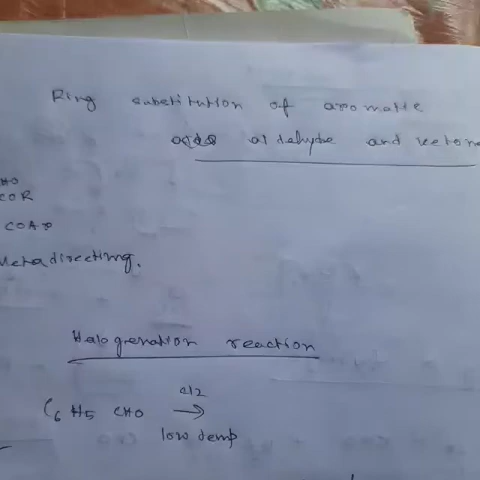 Ring substitution of aromatic
aldehyde and ketone
HO
COR
COAr
Metadirecting.
Halogenation reaction
Cl2
C6 H5 CHO →
low temp